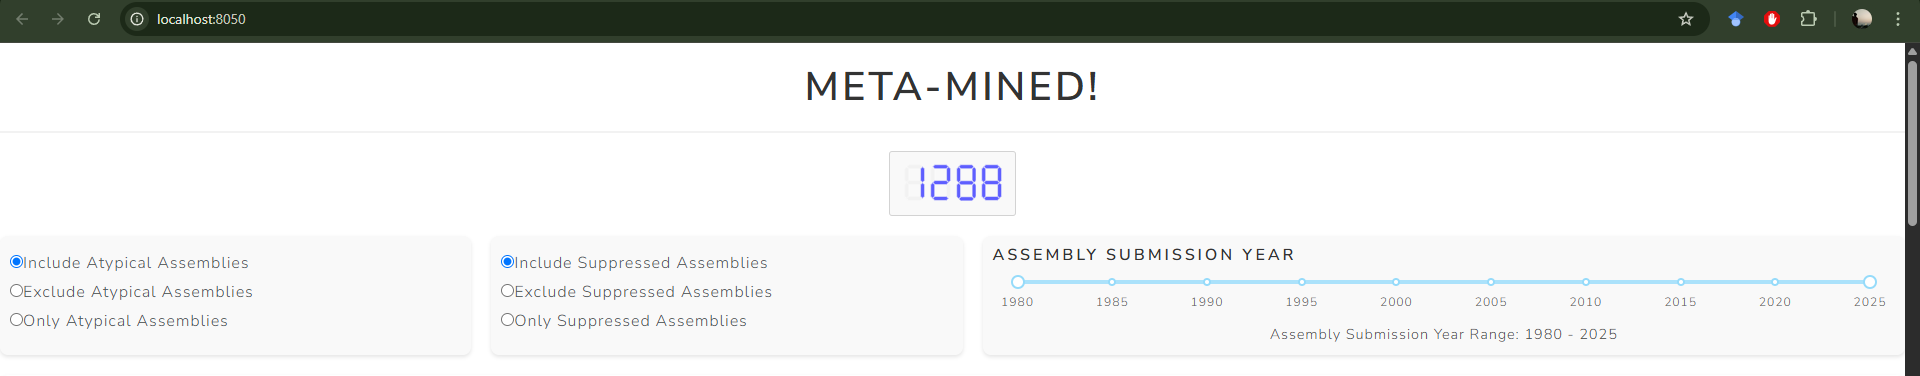 localhost:8050
META-MINED!
1288
Include Atypical Assemblies
Exclude Atypical Assemblies
Only Atypical Assemblies
Include Suppressed Assemblies
Exclude Suppressed Assemblies
Only Suppressed Assemblies
ASSEMBLY SUBMISSION YEAR
1980 1985 1990 1995 2000 2005 2010 2015 2020 2025
Assembly Submission Year Range: 1980 - 2025